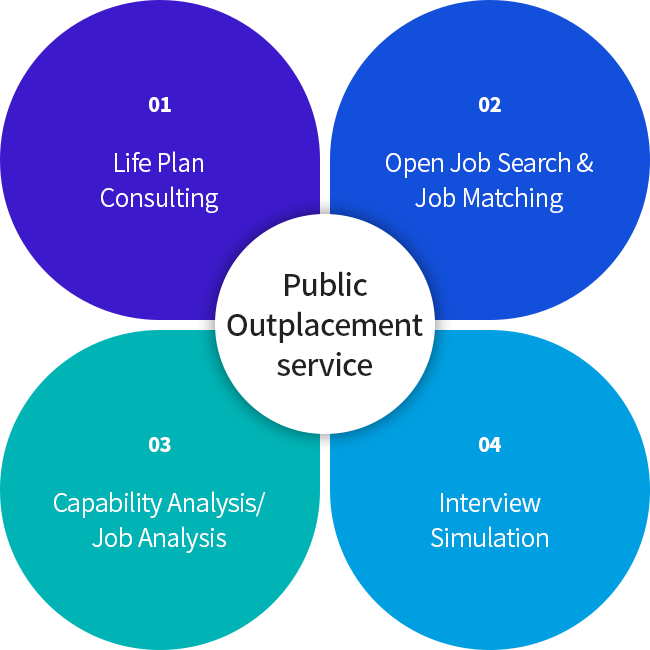 01
Life Plan
Consulting
02
Open Job Search &
Job Matching
Public
Outplacement
service
03
Capability Analysis/
Job Analysis
04
Interview
Simulation